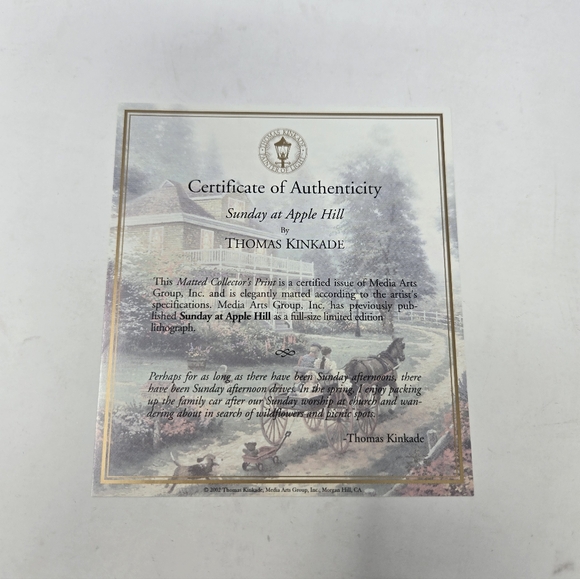 THOMAS KINKADE
PAINTER OF LIGHT
Certificate of Authenticity
Sunday at Apple Hill
By
THOMAS KINKADE
This Matted Collector's Print is a certified issue of Media Arts
Group, Inc. and is elegantly matted according to the artist's
specifications. Media Arts Group, Inc. has previously pub-
lished Sunday at Apple Hill as a full-size limited edition
lithograph.
Perhaps for as long as there have been Sunday afternoons, there
have been Sunday afternoon drives. In the spring, I enjoy packing
up the family car after our Sunday worship at church and wan-
dering about in search of wildflowers and picnic spots.
-Thomas Kinkade
© 2002 Thomas Kinkade, Media Arts Group, Inc., Morgan Hill, CA